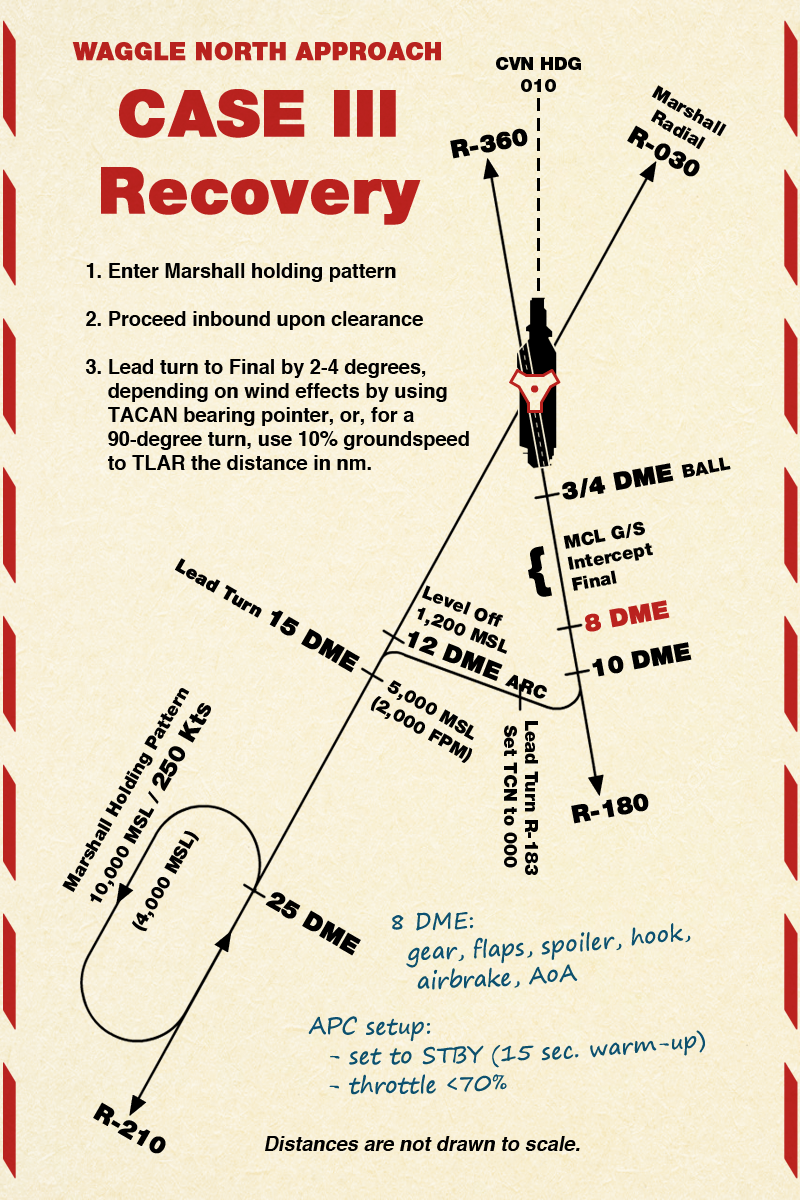 WAGGLE NORTH APPROACH
CASE III
Recovery
CVN HDG
010
R-360
Marshall
Radial
R-030
1. Enter Marshall holding pattern
2. Proceed inbound upon clearance
3. Lead turn to Final by 2-4 degrees,
depending on wind effects by using
TACAN bearing pointer, or, for a
90-degree turn, use 10% groundspeed
to TLAR the distance in nm.
3/4 DME BALL
{ MCL G/S
Intercept
Final
8 DME
10 DME
Level Off
1,200 MSL
12 DME ARC
Lead Turn 15 DME
5,000 MSL
(2,000 FPM)
Lead Turn R-183
Set TCN to 000
R-180
Marshall Holding Pattern
10,000 MSL / 250 Kts
(4,000 MSL)
25 DME
8 DME:
gear, flaps, spoiler, hook,
airbrake, AoA
APC setup:
- set to STBY (15 sec. warm-up)
- throttle <70%
R-210
Distances are not drawn to scale.